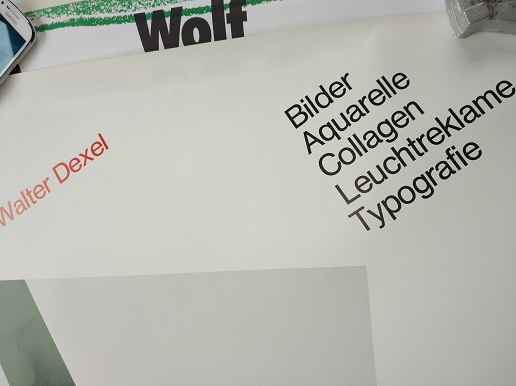 Wolf
Walter Dexel
Bilder
Aquarelle
Collagen
Leuchtreklame
Typografie